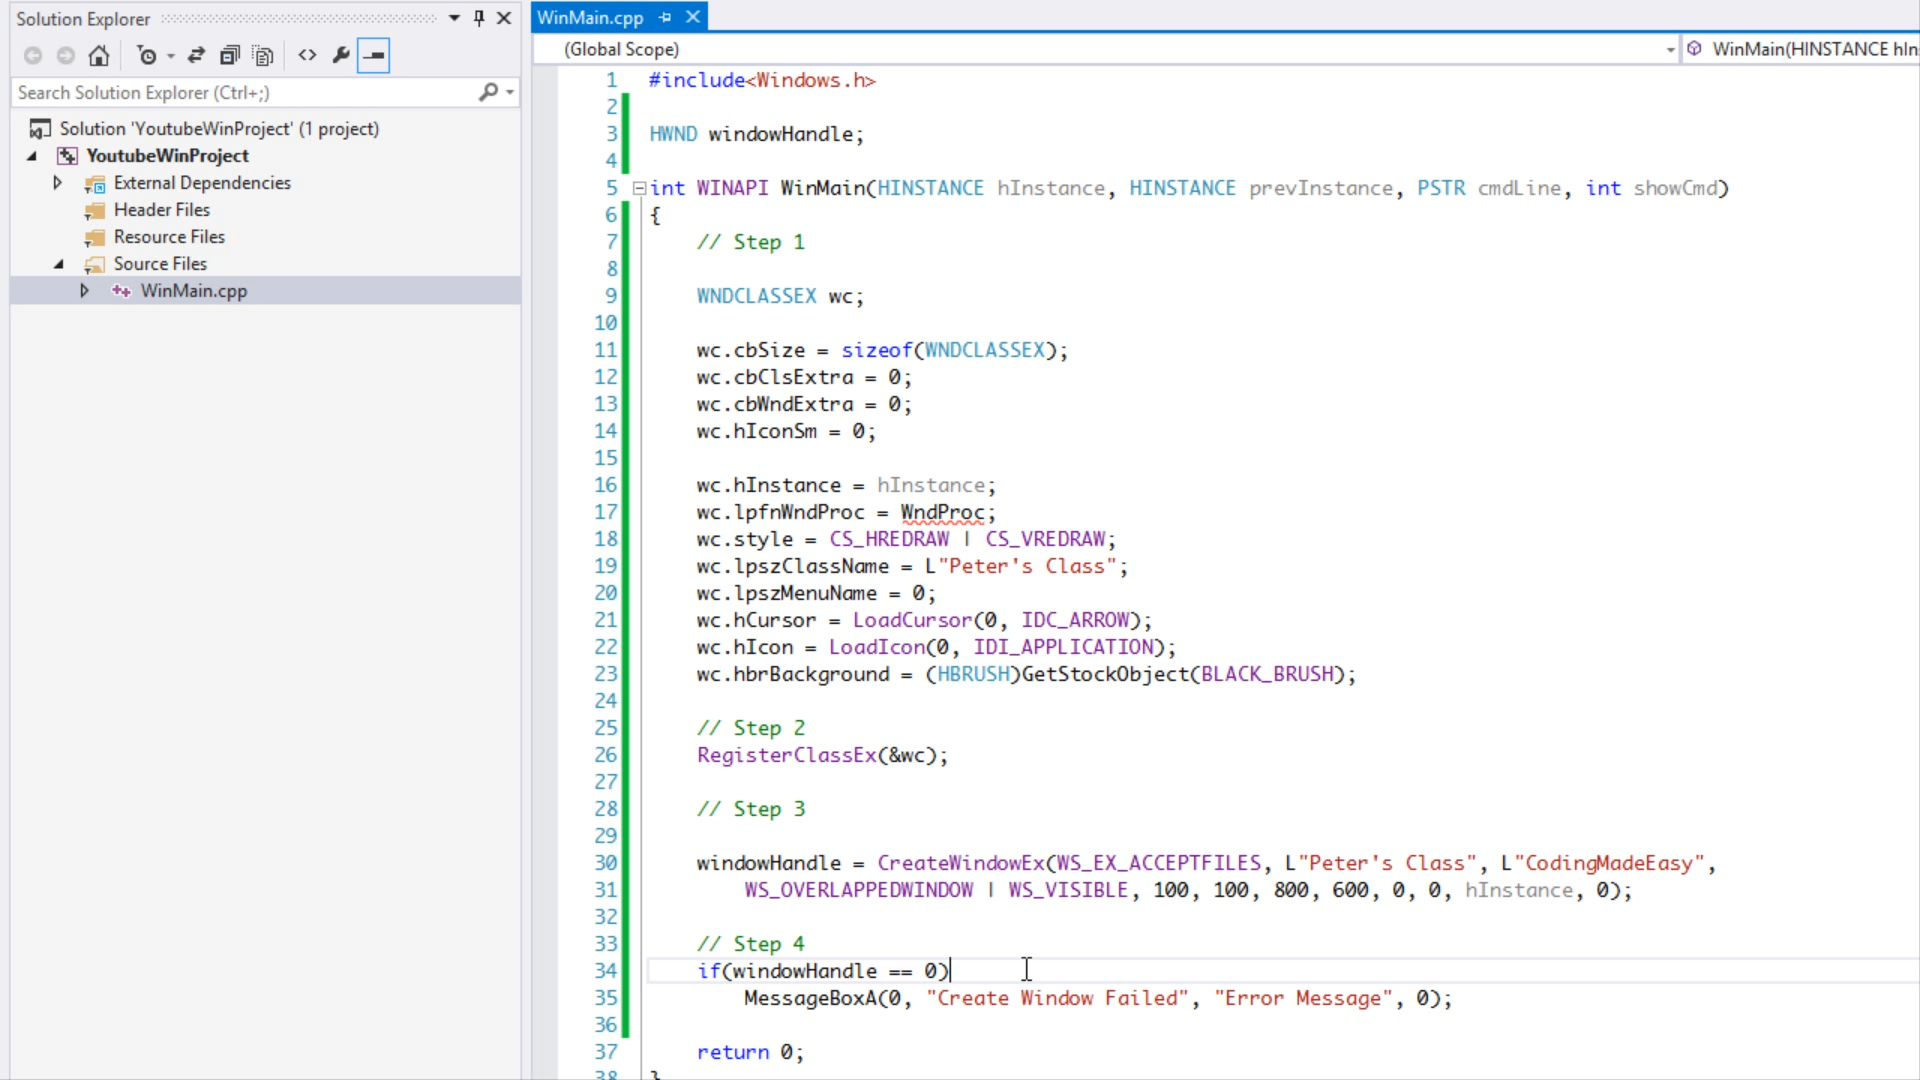 Solution Explorer
Search Solution Explorer (Ctrl+;)
Solution 'YoutubeWinProject' (1 project)
YoutubeWinProject
External Dependencies
Header Files
Resource Files
Source Files
WinMain.cpp
WinMain.cpp
(Global Scope)
WinMain(HINSTANCE hIns
1 #include<Windows.h>
2
3 HWND windowHandle;
4
5 int WINAPI WinMain(HINSTANCE hInstance, HINSTANCE prevInstance, PSTR cmdLine, int showCmd)
6 {
7 // Step 1
8
9 WNDCLASSEX wc;
10
11 wc.cbSize = sizeof(WNDCLASSEX);
12 wc.cbClsExtra = 0;
13 wc.cbWndExtra = 0;
14 wc.hIconSm = 0;
15
16 wc.hInstance = hInstance;
17 wc.lpfnWndProc = WndProc;
18 wc.style = CS_HREDRAW | CS_VREDRAW;
19 wc.lpszClassName = L"Peter's Class";
20 wc.lpszMenuName = 0;
21 wc.hCursor = LoadCursor(0, IDC_ARROW);
22 wc.hIcon = LoadIcon(0, IDI_APPLICATION);
23 wc.hbrBackground = (HBRUSH)GetStockObject(BLACK_BRUSH);
24
25 // Step 2
26 RegisterClassEx(&wc);
27
28 // Step 3
29
30 windowHandle = CreateWindowEx(WS_EX_ACCEPTFILES, L"Peter's Class", L"CodingMadeEasy",
31 WS_OVERLAPPEDWINDOW | WS_VISIBLE, 100, 100, 800, 600, 0, 0, hInstance, 0);
32
33 // Step 4
34 if(windowHandle == 0)
35 MessageBoxA(0, "Create Window Failed", "Error Message", 0);
36
37 return 0;
38 }